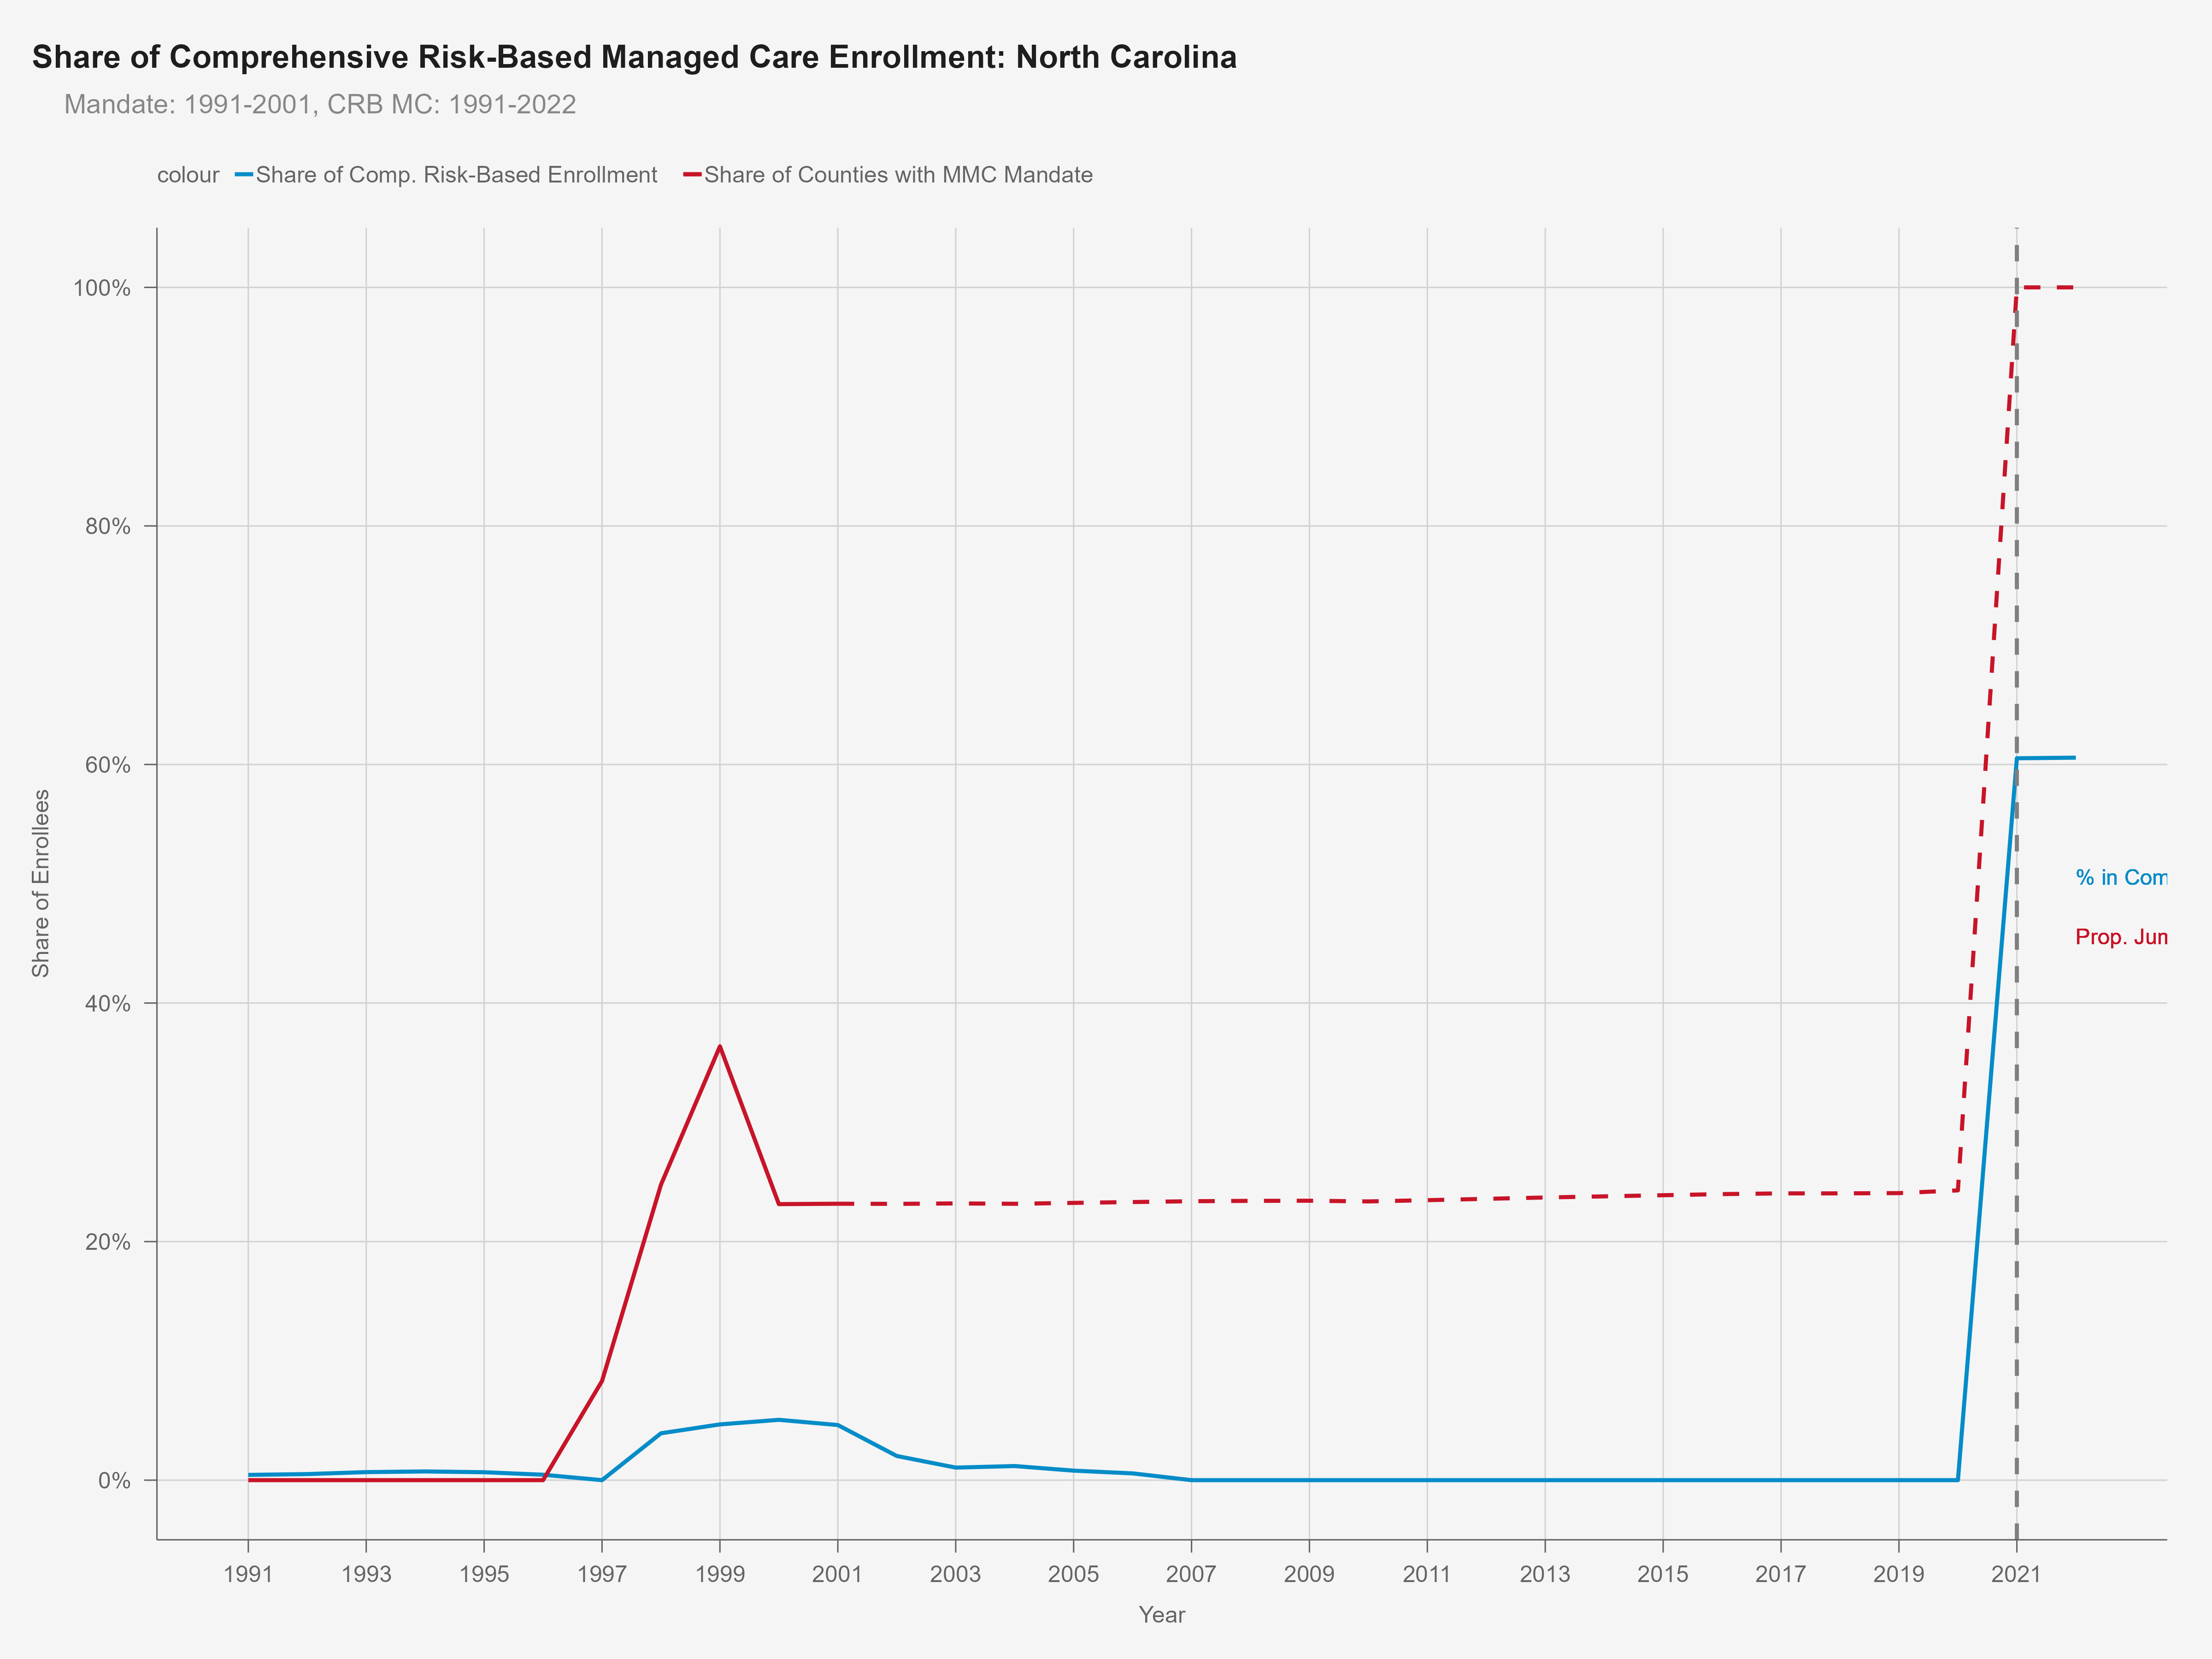 Share of Comprehensive Risk-Based Managed Care Enrollment: North Carolina
Mandate: 1991-2001, CRB MC: 1991-2022
colour Share of Comp. Risk-Based Enrollment Share of Counties with MMC Mandate
100%
80%
60%
40%
20%
0%
Share of Enrollees
% in Com
Prop. Jum
1991 1993 1995 1997 1999 2001 2003 2005 2007 2009 2011 2013 2015 2017 2019 2021
Year